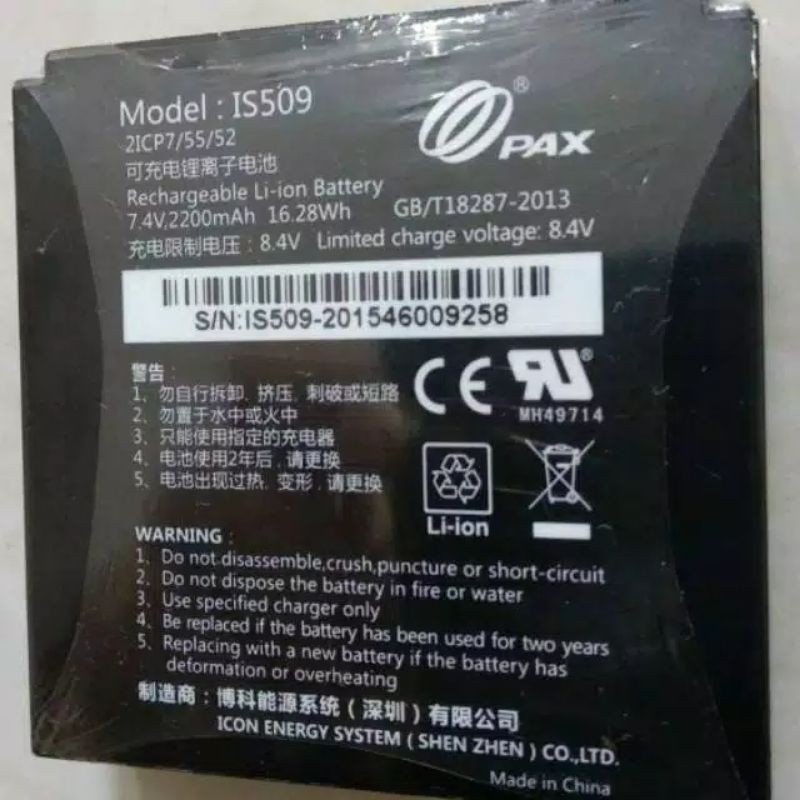 Model : IS509
2ICP7/55/52
PAX®
可充电锂离子电池
Rechargeable Li-ion Battery
7.4V,2200mAh 16.28Wh GB/T18287-2013
充电限制电压：8.4V Limited charge voltage: 8.4V
S/N:IS509-201546009258
警告：
1、勿自行拆卸、挤压、刺破或短路
2、勿置于水中或火中
3、只能使用指定的充电器
4、电池使用2年后，请更换
5、电池出现过热、变形，请更换
CE RU®
MH49714
Li-ion
WARNING :
1、Do not disassemble,crush,puncture or short-circuit
2、Do not dispose the battery in fire or water
3、Use specified charger only
4、Be replaced if the battery has been used for two years
5、Replacing with a new battery if the battery has
deformation or overheating
制造商：博科能源系统（深圳）有限公司
ICON ENERGY SYSTEM ( SHEN ZHEN ) CO.,LTD.
Made in China